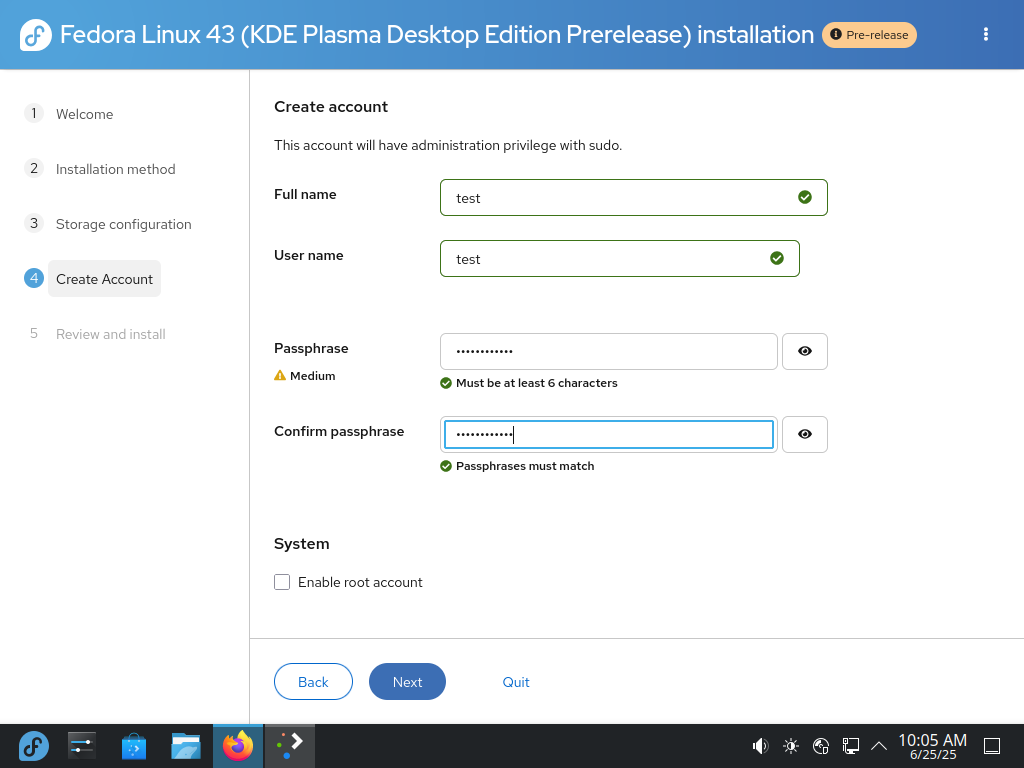 Fedora Linux 43 (KDE Plasma Desktop Edition Prerelease) installation
Pre-release
1 Welcome
2 Installation method
3 Storage configuration
4 Create Account
5 Review and install
Create account
This account will have administration privilege with sudo.
Full name
test
User name
test
Passphrase
••••••••••••
Medium
Must be at least 6 characters
Confirm passphrase
••••••••••••
Passphrases must match
System
Enable root account
Back
Next
Quit
10:05 AM
6/25/25